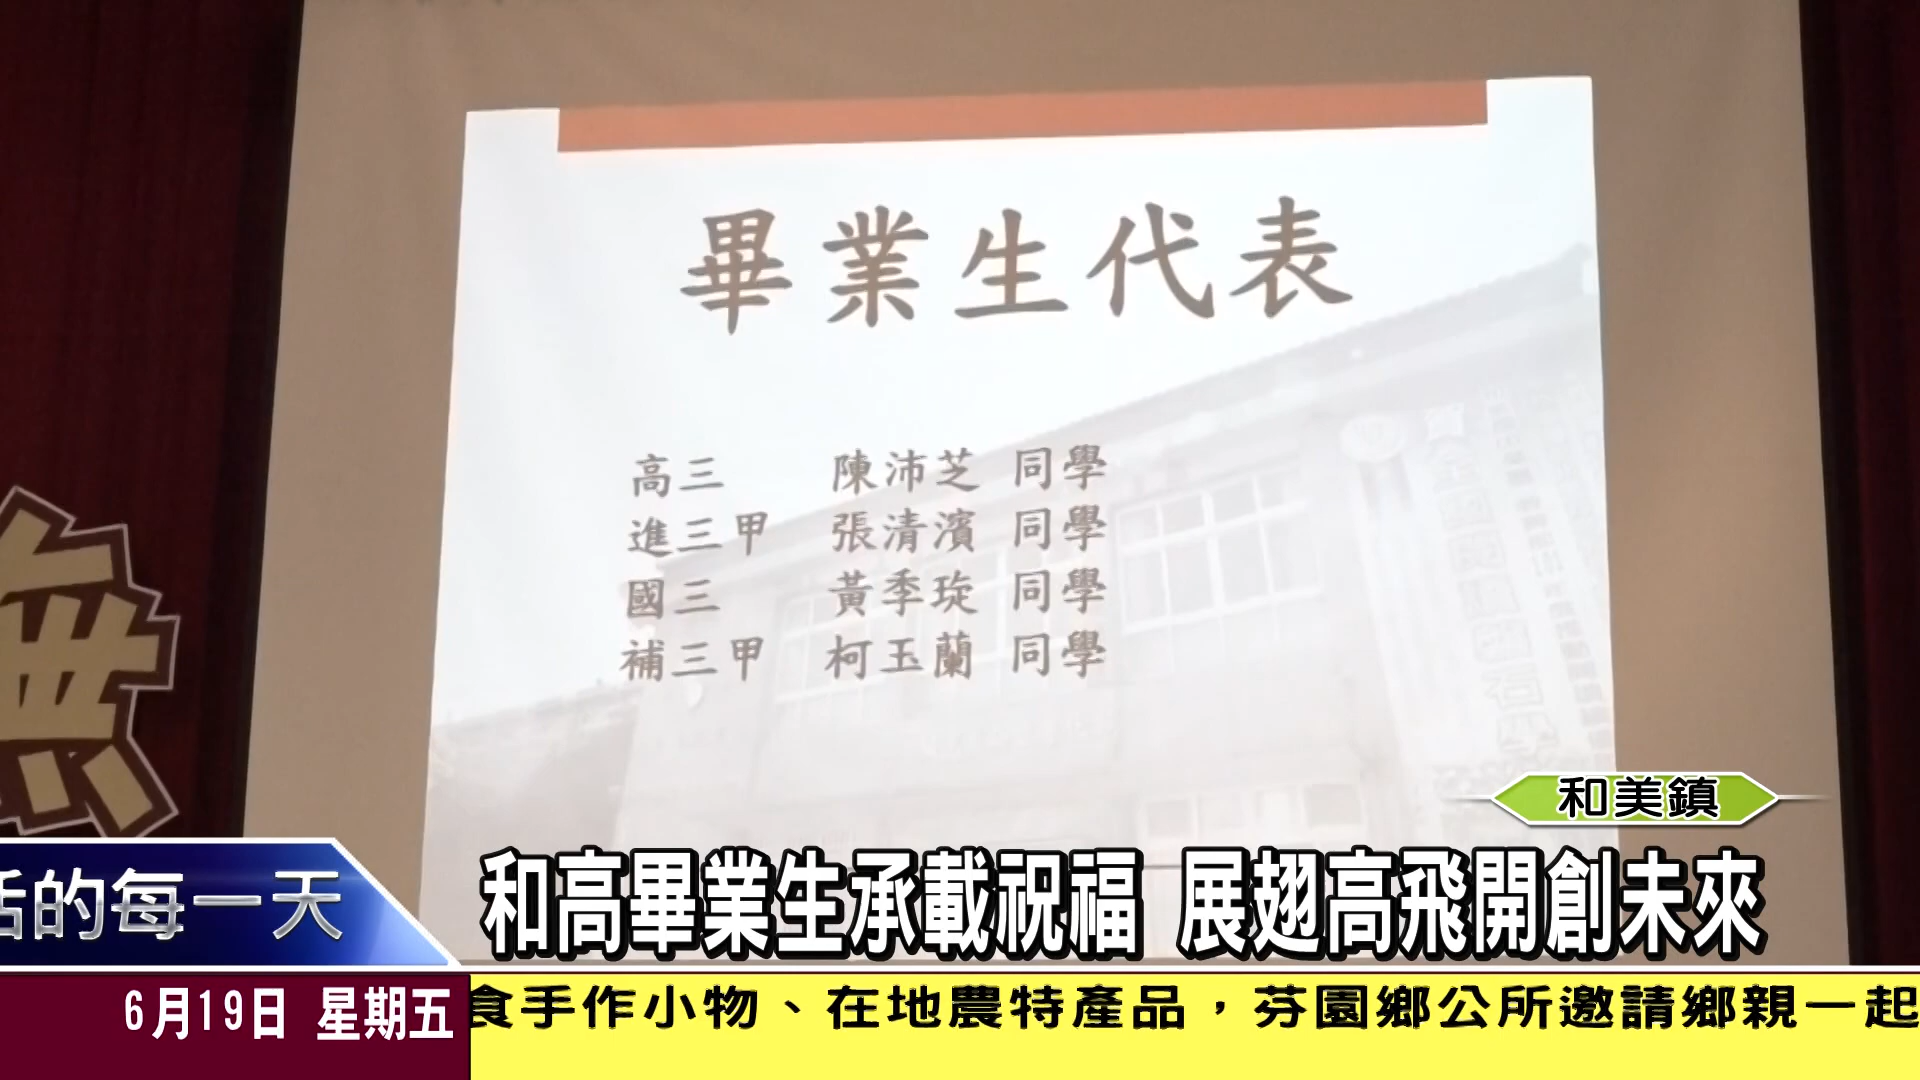 畢業生代表
高三 陳沛芝 同學
進三甲 張清濱 同學
國三 黃季琁 同學
補三甲 柯玉蘭 同學
無
和美鎮
和高畢業生承載祝福 展翅高飛開創未來
活的每一天
6月19日 星期五
食手作小物、在地農特產品，芬園鄉公所邀請鄉親一起